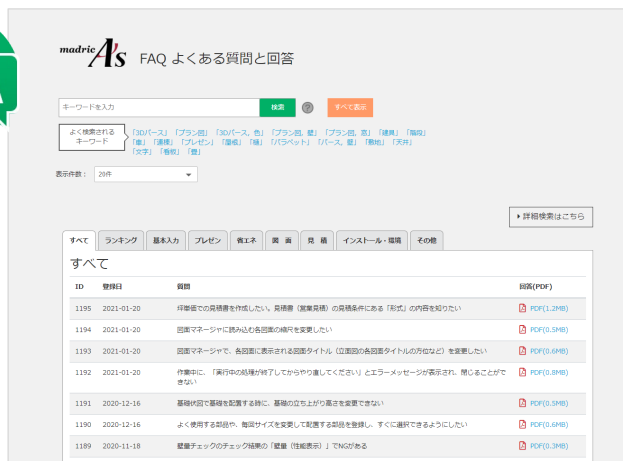 madric A's FAQ よくある質問と回答
キーワードを入力 検索 ? すべて表示
よく検索される キーワード
「3Dパース」 「プラン図」 「3Dパース, 色」 「プラン図, 壁」 「プラン図, 窓」 「建具」 「階段」
「プレゼン」 「屋根」 「パラペット」 「パース, 壁」 「敷地」 「天井」
「文字」 「看板」 「畳」
表示件数： 20件
詳細検索はこちら
すべて ランキング 基本入力 プレゼン 省エネ 図 面 見 積 インストール・環境 その他
すべて
ID 登録日 質問 回答(PDF)
1195 2021-01-20 坪単価での見積書を作成したい。見積書（営業見積）の見積条件にある「形式」の内容を知りたい PDF(1.2MB)
1194 2021-01-20 図面マネージャに読み込む各図面の縮尺を変更したい PDF(0.5MB)
1193 2021-01-20 図面マネージャで、各図面に表示される図面タイトル（立面図の各図面タイトルの方位など）を変更したい PDF(0.6MB)
1192 2021-01-20 作業中に、「実行中の処理が終了してからやり直してください」とエラーメッセージが表示され、閉じることがで PDF(0.8MB)
きない
1191 2020-12-16 基礎伏図で基礎を配置する時に、基礎の立ち上がり高さを変更できない PDF(0.5MB)
1190 2020-12-16 よく使用する部品や、毎回サイズを変更して配置する部品を登録し、すぐに選択できるようにしたい PDF(0.6MB)
1189 2020-11-18 壁量チェックのチェック結果の「壁量（性能表示）」でNGがある PDF(0.3MB)